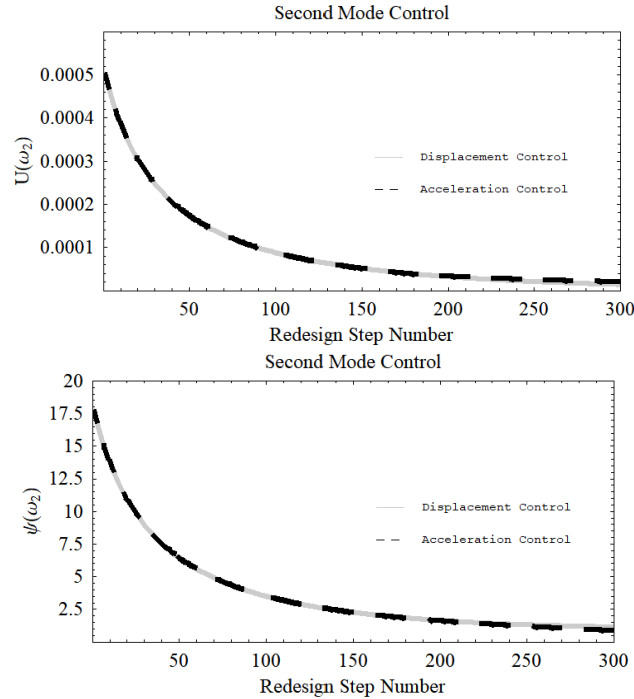 Second Mode Control
U(ω₂)
0.0005
0.0004
0.0003
0.0002
0.0001
Displacement Control
Acceleration Control
50 100 150 200 250 300
Redesign Step Number
Second Mode Control
ψ(ω₂)
20
17.5
15
12.5
10
7.5
5
2.5
Displacement Control
Acceleration Control
50 100 150 200 250 300
Redesign Step Number